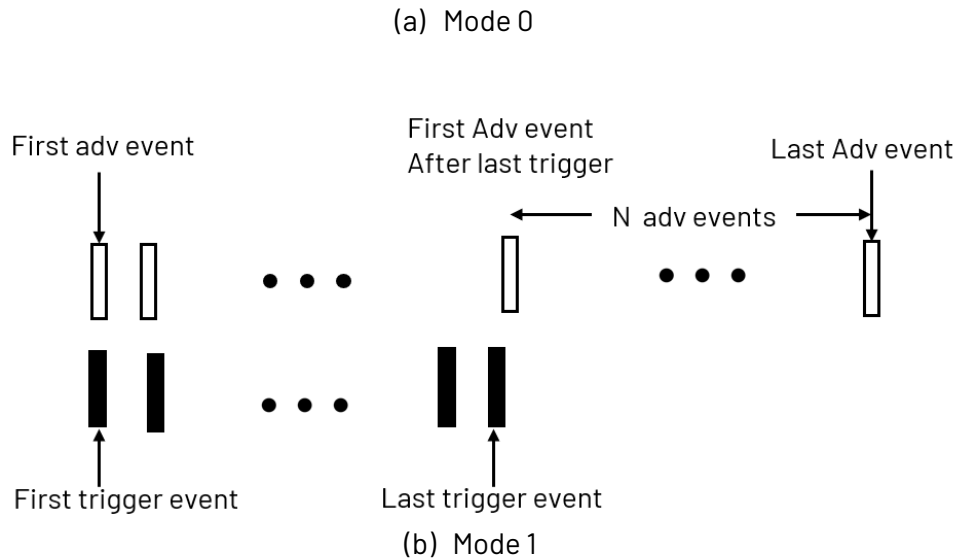 (a) Mode 0
First adv event
First Adv event
After last trigger
Last Adv event
N adv events
First trigger event
Last trigger event
(b) Mode 1